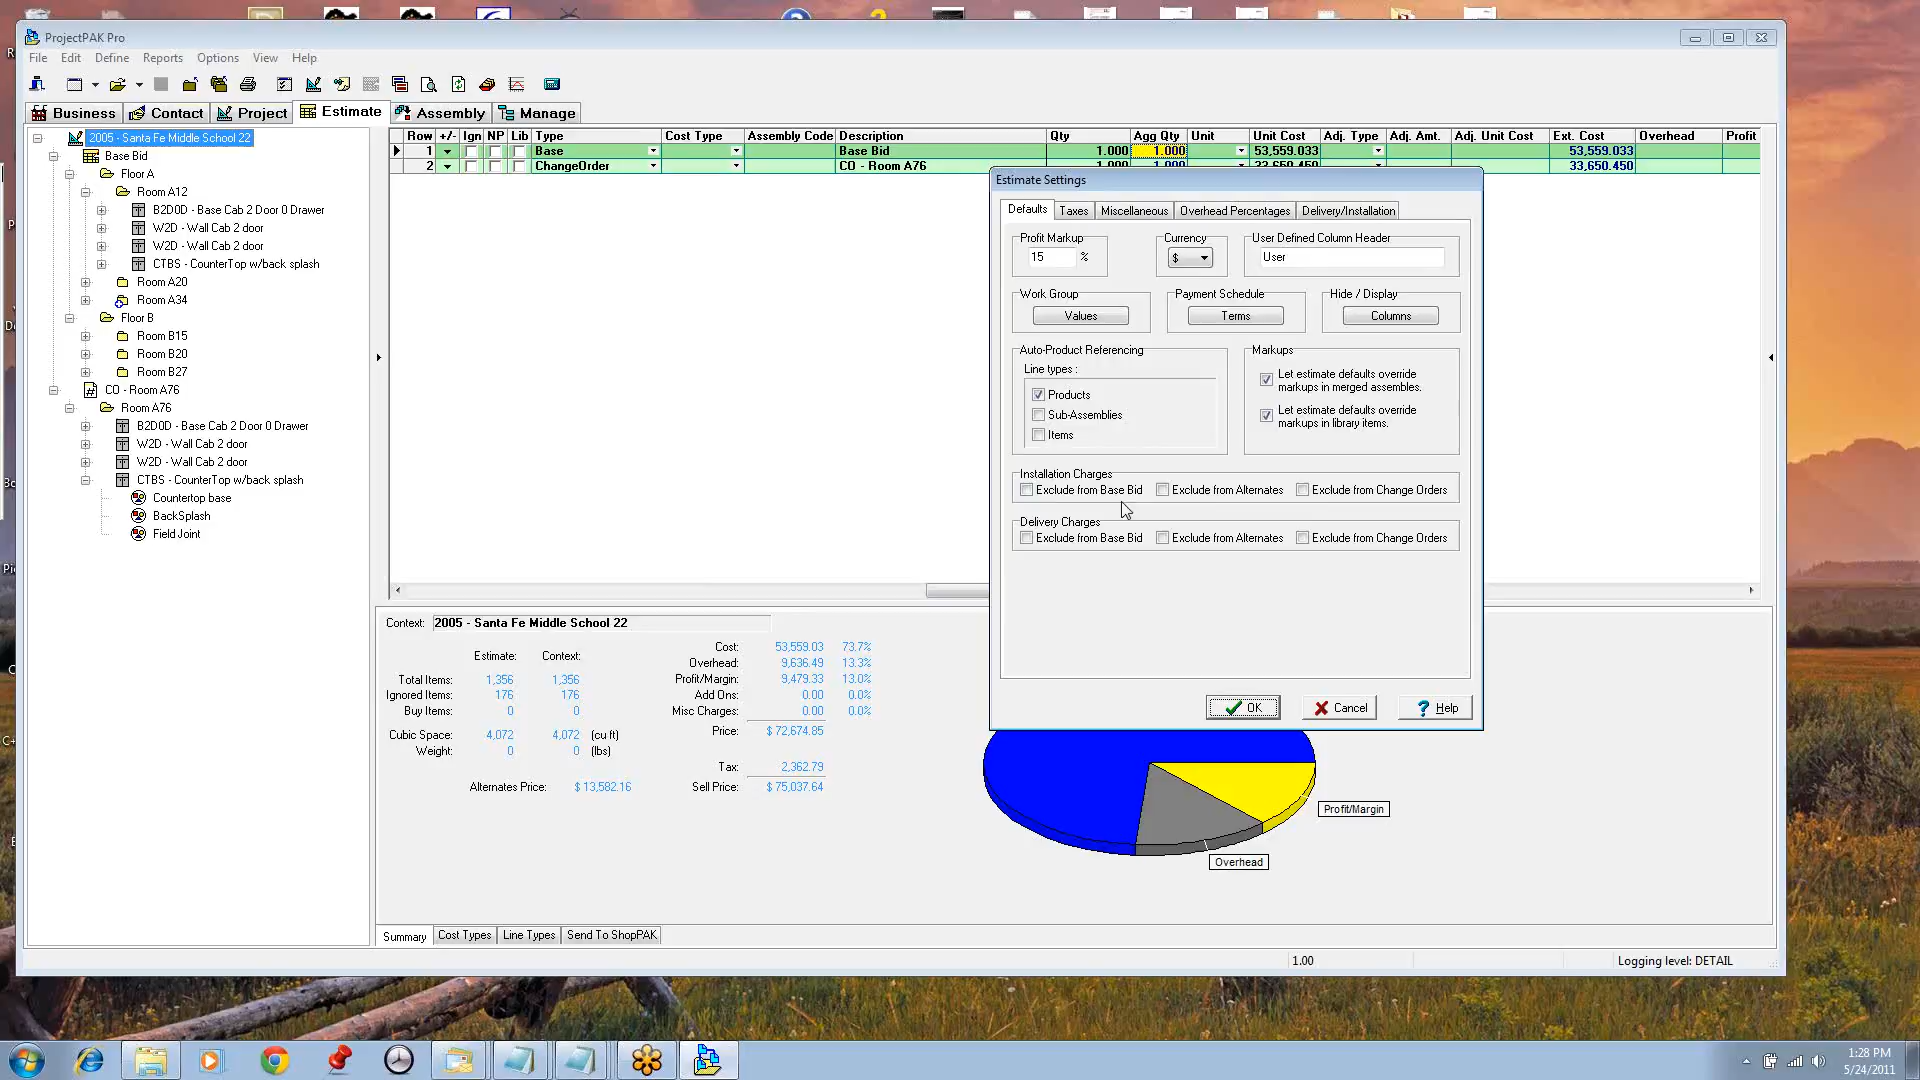 ProjectPAK Pro
File Edit Define Reports Options View Help
Business Contact Project Estimate Assembly Manage
2005 - Santa Fe Middle School 22
Base Bid
Floor A
Room A12
B2D0D - Base Cab 2 Door 0 Drawer
W2D - Wall Cab 2 door
W2D - Wall Cab 2 door
CTBS - CounterTop w/back splash
Room A20
Room A34
Floor B
Room B15
Room B20
Room B27
CO - Room A76
Room A76
B2D0D - Base Cab 2 Door 0 Drawer
W2D - Wall Cab 2 door
W2D - Wall Cab 2 door
CTBS - CounterTop w/back splash
Countertop base
BackSplash
Field Joint
Row +/- Ign NP Lib Type Cost Type Assembly Code Description Qty Agg Qty Unit Unit Cost Adj. Type Adj. Amt. Adj. Unit Cost Ext. Cost Overhead Profit
1 Base Base Bid 1.000 1.000 53,559.033 53,559.033
2 ChangeOrder CO - Room A76 1.000 1.000 33,650.450 33,650.450
Estimate Settings
Defaults Taxes Miscellaneous Overhead Percentages Delivery/Installation
Profit Markup Currency User Defined Column Header
15 % $ User
Work Group Payment Schedule Hide / Display
Values Terms Columns
Auto-Product Referencing
Line types :
Products
Sub-Assemblies
Items
Markups
Let estimate defaults override
markups in merged assembles.
Let estimate defaults override
markups in library items.
Installation Charges
Exclude from Base Bid Exclude from Alternates Exclude from Change Orders
Delivery Charges
Exclude from Base Bid Exclude from Alternates Exclude from Change Orders
OK Cancel Help
Context: 2005 - Santa Fe Middle School 22
Estimate: Context:
Total Items: 1,356 1,356
Ignored Items: 176 176
Buy Items: 0 0
Cubic Space: 4,072 4,072 (cu ft)
Weight: 0 0 (lbs)
Alternates Price: $ 13,582.16
Cost: 53,559.03 73.7%
Overhead: 9,636.49 13.3%
Profit/Margin: 9,479.33 13.0%
Add Ons: 0.00 0.0%
Misc Charges: 0.00 0.0%
Price: $ 72,674.85
Tax: 2,362.79
Sell Price: $ 75,037.64
Profit/Margin
Overhead
Summary Cost Types Line Types Send To ShopPAK
1.00 Logging level: DETAIL
1:28 PM
5/24/2011